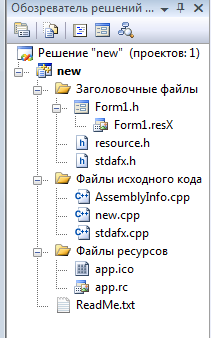 Обозреватель решений ...
Решение "new" (проектов: 1)
new
Заголовочные файлы
Form1.h
Form1.resX
resource.h
stdafx.h
Файлы исходного кода
AssemblyInfo.cpp
new.cpp
stdafx.cpp
Файлы ресурсов
app.ico
app.rc
ReadMe.txt